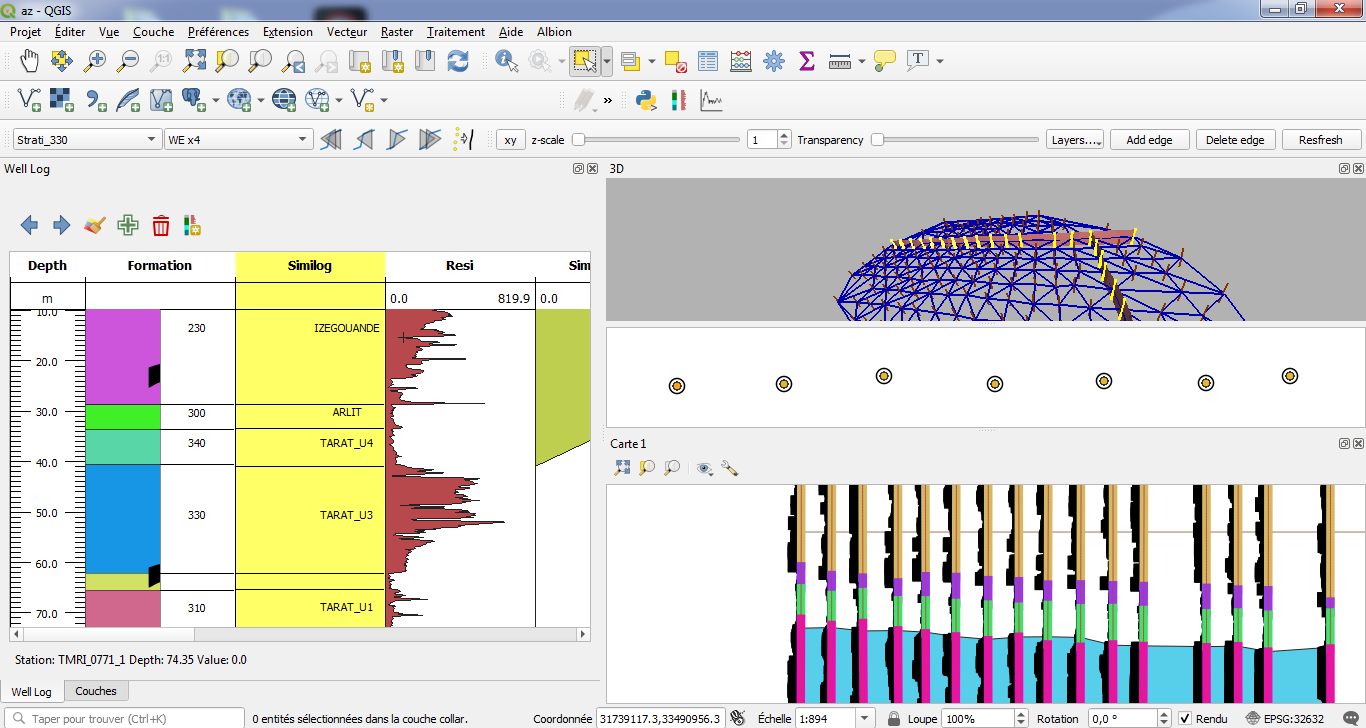 az - QGIS
Projet Éditer Vue Couche Préférences Extension Vecteur Raster Traitement Aide Albion
Strati_330 WE x4 xy z-scale 1 Transparency Layers... Add edge Delete edge Resfresh
Well Log
3D
Depth Formation Similog Resi Sim
m 0.0 819.9 0.0
10.0
230 IZEGOUANDE
20.0
30.0 300 ARLIT
340 TARAT_U4
40.0
50.0 330 TARAT_U3
60.0
310 TARAT_U1
70.0
Station: TMRI_0771_1 Depth: 74.35 Value: 0.0
Well Log Couches
Carte 1
Taper pour trouver (Ctrl+K) 0 entités sélectionnées dans la couche collar. Coordonnée 31739117.3,33490956.3 Échelle 1:894 Loupe 100% Rotation 0,0 ° Rendu EPSG:32632